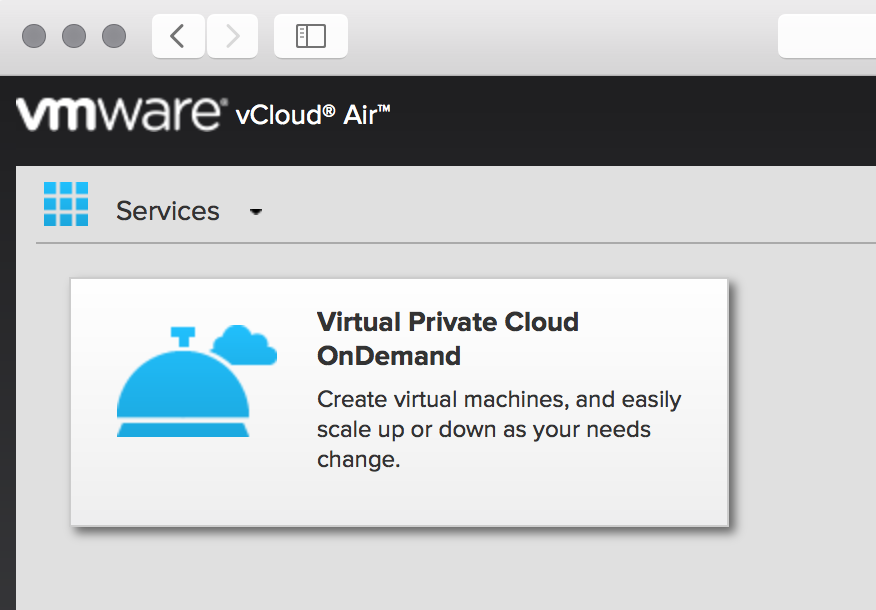 vmware® vCloud® Air™
Services
Virtual Private Cloud
OnDemand
Create virtual machines, and easily
scale up or down as your needs
change.